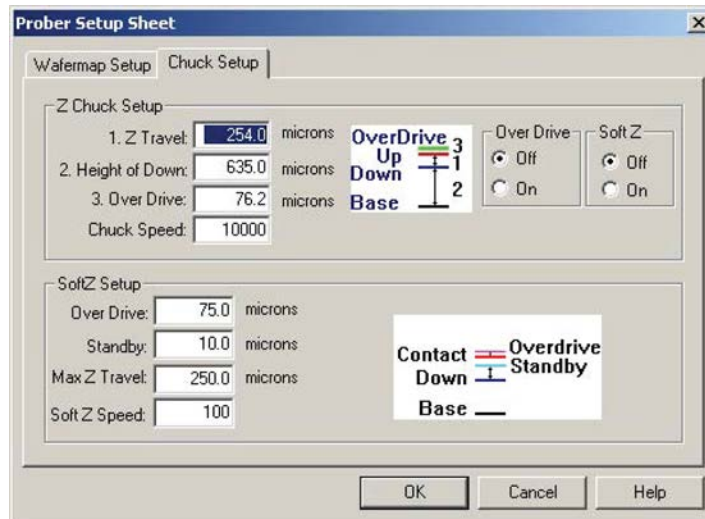 Prober Setup Sheet
Wafermap Setup Chuck Setup
Z Chuck Setup
1. Z Travel: 254.0 microns
2. Height of Down: 635.0 microns
3. Over Drive: 76.2 microns
Chuck Speed: 10000
OverDrive 3
Up 1
Down
2
Base
Over Drive
Off
On
Soft Z
Off
On
SoftZ Setup
Over Drive: 75.0 microns
Standby: 10.0 microns
Max Z Travel: 250.0 microns
Soft Z Speed: 100
Contact Overdrive
Down Standby
Base
OK Cancel Help